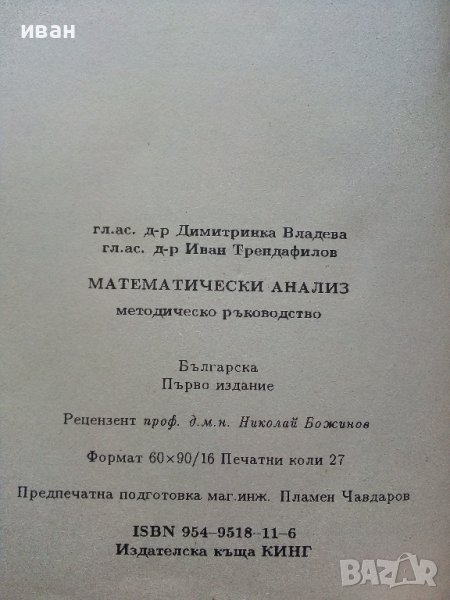 иван
гл.ас. д-р Димитринка Владева
гл.ас. д-р Иван Трендафилов
МАТЕМАТИЧЕСКИ АНАЛИЗ
методическо ръководство
Българска
Първо издание
Рецензент проф. д.м.н. Николай Божинов
Формат 60×90/16 Печатни коли 27
Предпечатна подготовка маг.инж. Пламен Чавдаров
ISBN 954-9518-11-6
Издателска къща КИНГ
BAZAR